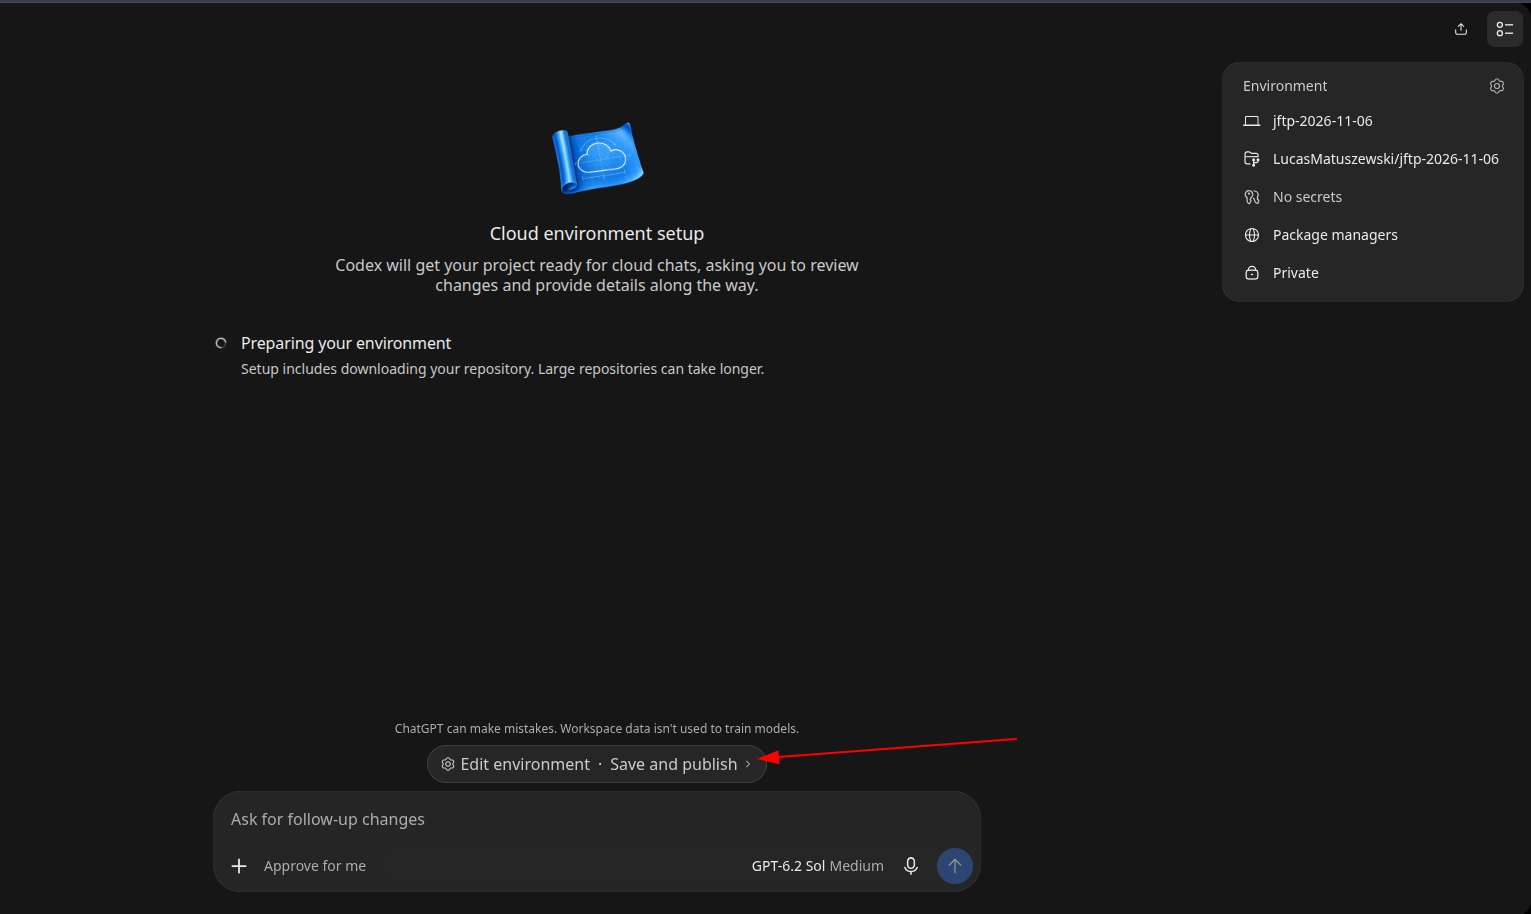 Environment
jftp-2026-11-06
LucasMatuszewski/jftp-2026-11-06
No secrets
Package managers
Private
Cloud environment setup
Codex will get your project ready for cloud chats, asking you to review
changes and provide details along the way.
Preparing your environment
Setup includes downloading your repository. Large repositories can take longer.
ChatGPT can make mistakes. Workspace data isn't used to train models.
Edit environment · Save and publish ›
Ask for follow-up changes
Approve for me GPT-6.2 Sol Medium